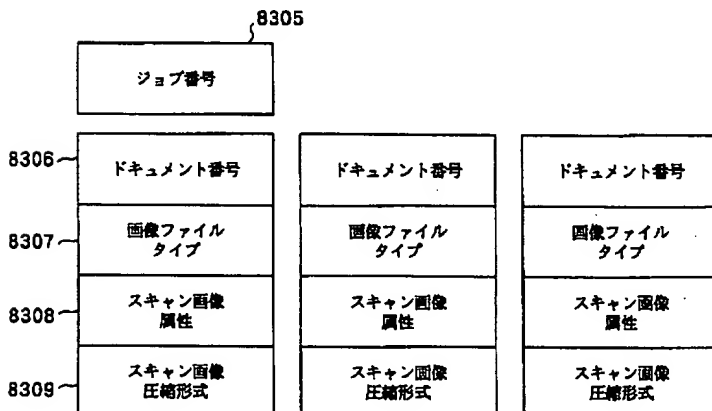 8305
ジョブ番号
8306
ドキュメント番号
ドキュメント番号
ドキュメント番号
8307
画像ファイル
タイプ
画像ファイル
タイプ
画像ファイル
タイプ
8308
スキャン画像
属性
スキャン画像
属性
スキャン画像
属性
8309
スキャン画像
圧縮形式
スキャン画像
圧縮形式
スキャン画像
圧縮形式